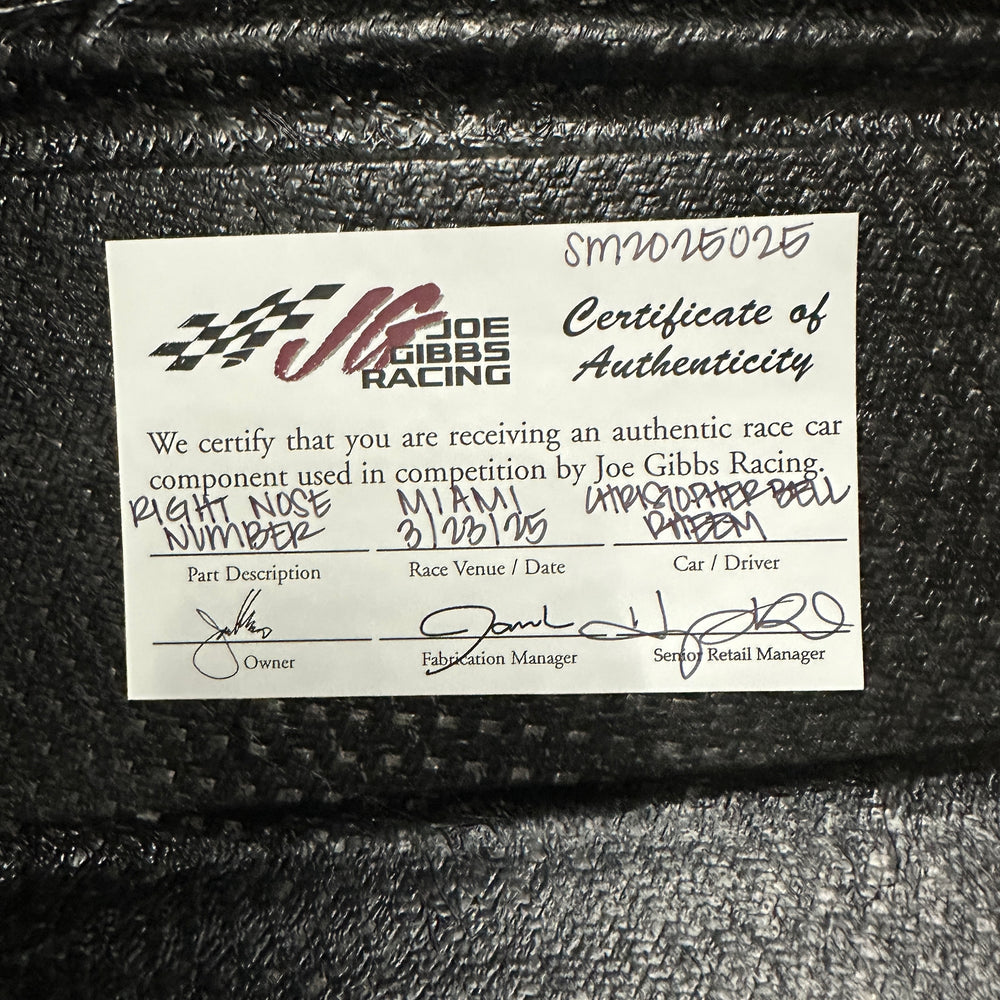 SM2025025
JG JOE
GIBBS
RACING
Certificate of
Authenticity
We certify that you are receiving an authentic race car
component used in competition by Joe Gibbs Racing.
RIGHT NOSE
NUMBER
MIAMI
3/23/25
CHRISTOPHER BELL
RHEEM
Part Description
Race Venue / Date
Car / Driver
Owner
Fabrication Manager
Senior Retail Manager